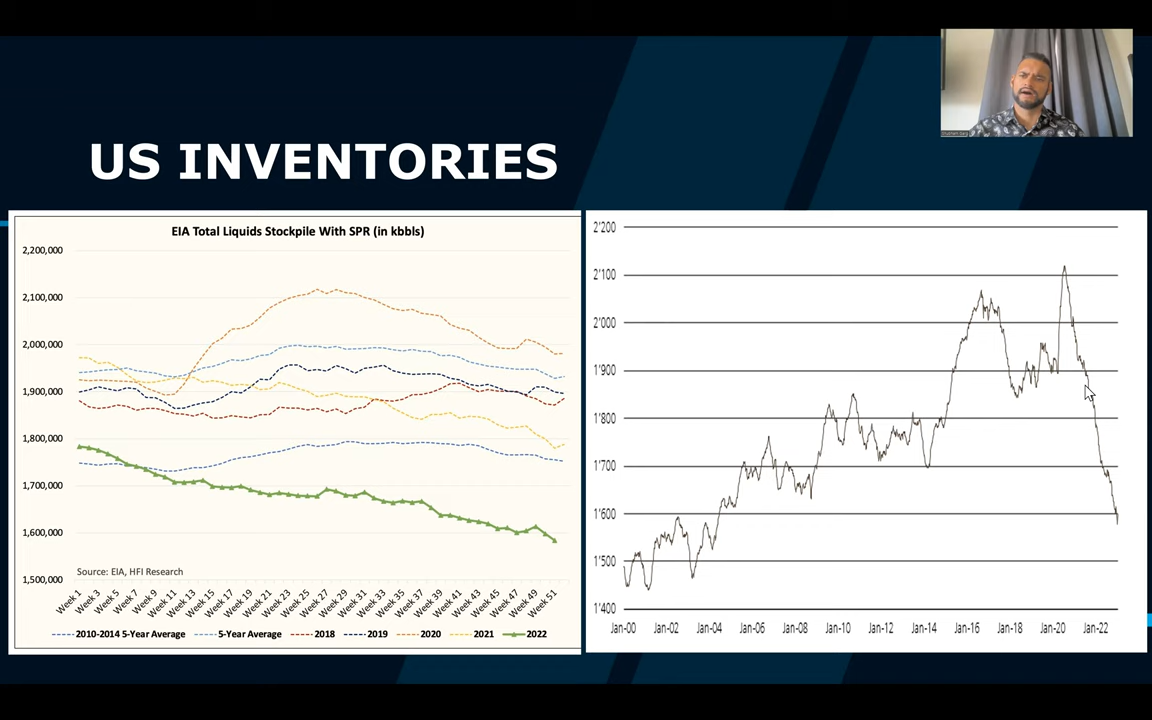 US INVENTORIES
EIA Total Liquids Stockpile With SPR (in kbbls)
2,200,000
2,100,000
2,000,000
1,900,000
1,800,000
1,700,000
1,600,000
1,500,000
Source: EIA, HFI Research
Week 1
Week 3
Week 5
Week 7
Week 9
Week 11
Week 13
Week 15
Week 17
Week 19
Week 21
Week 23
Week 25
Week 27
Week 29
Week 31
Week 33
Week 35
Week 37
Week 39
Week 41
Week 43
Week 45
Week 47
Week 49
Week 51
2010-2014 5-Year Average 5-Year Average 2018 2019 2020 2021 2022
2'200
2'100
2'000
1'900
1'800
1'700
1'600
1'500
1'400
Jan-00 Jan-02 Jan-04 Jan-06 Jan-08 Jan-10 Jan-12 Jan-14 Jan-16 Jan-18 Jan-20 Jan-22